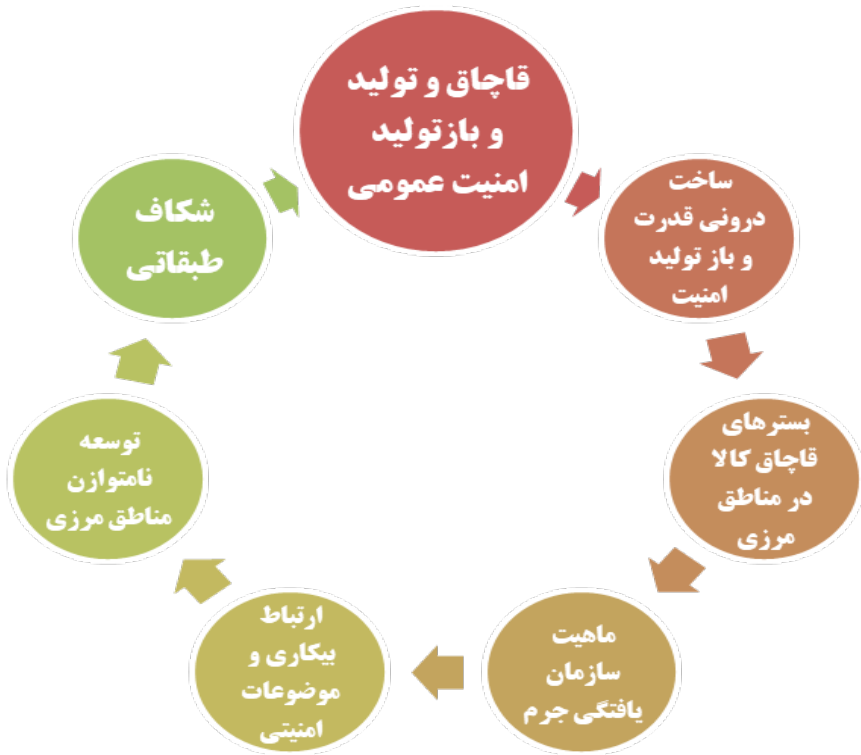 قاچاق و تولید
و بازتولید
امنیت عمومی
ساخت
درونی قدرت
و باز تولید
امنیت
بسترهای
قاچاق کالا
در مناطق
مرزی
ماهیت
سازمان
یافتگی جرم
ارتباط
بیکاری و
موضوعات
امنیتی
توسعه
نامتوازن
مناطق مرزی
شکاف
طبقاتی